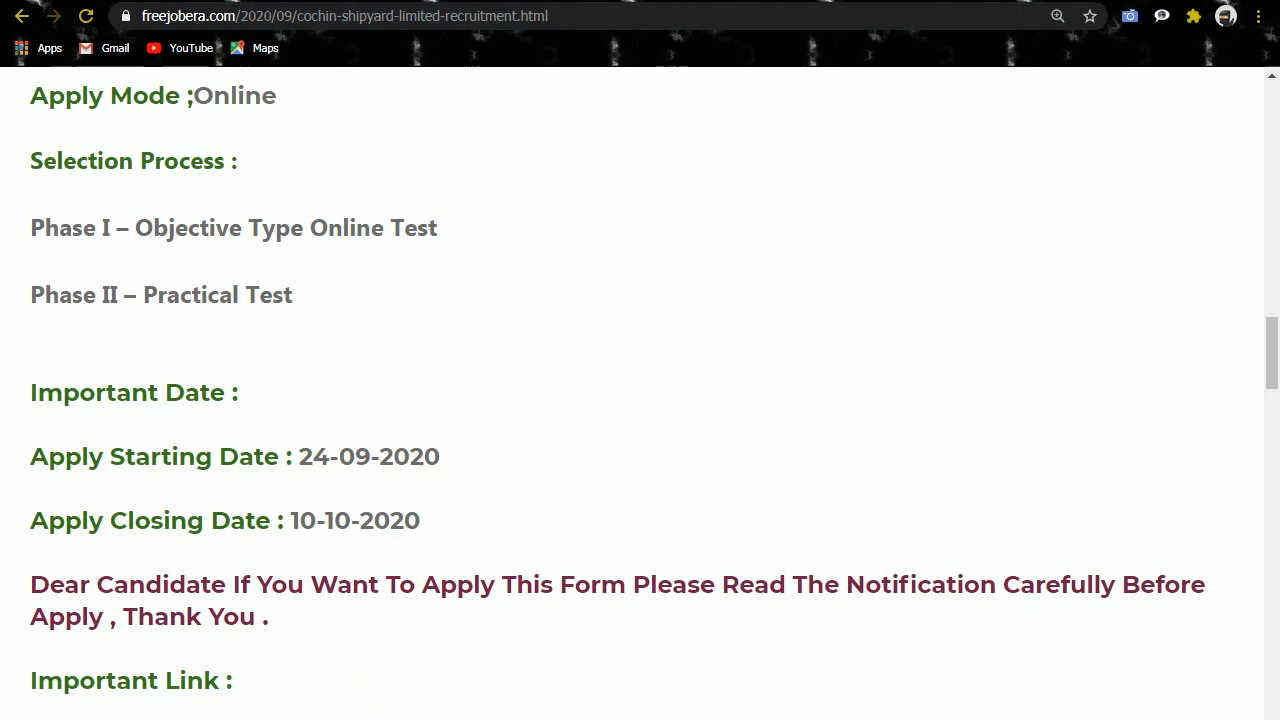 freejobera.com/2020/09/cochin-shipyard-limited-recruitment.html
Apps Gmail YouTube Maps
Apply Mode ;Online
Selection Process :
Phase I – Objective Type Online Test
Phase II – Practical Test
Important Date :
Apply Starting Date : 24-09-2020
Apply Closing Date : 10-10-2020
Dear Candidate If You Want To Apply This Form Please Read The Notification Carefully Before
Apply , Thank You .
Important Link :